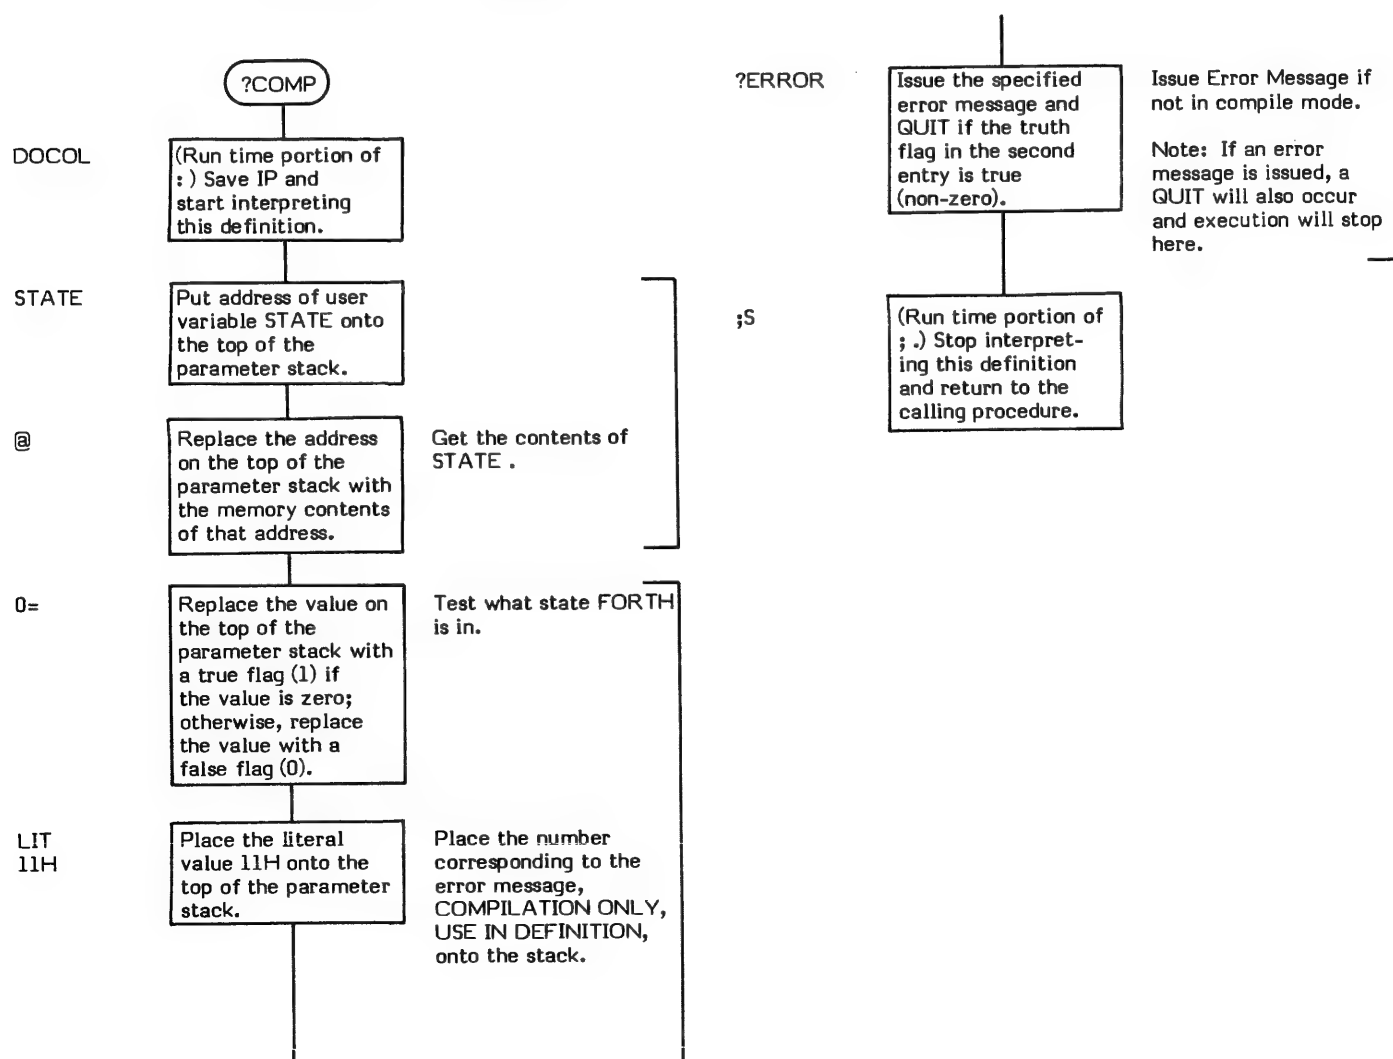 ?COMP
DOCOL
(Run time portion of
: ) Save IP and
start interpreting
this definition.
STATE
Put address of user
variable STATE onto
the top of the
parameter stack.
@
Replace the address
on the top of the
parameter stack with
the memory contents
of that address.
Get the contents of
STATE .
0=
Replace the value on
the top of the
parameter stack with
a true flag (1) if
the value is zero;
otherwise, replace
the value with a
false flag (0).
Test what state FORTH
is in.
LIT
11H
Place the literal
value 11H onto the
top of the parameter
stack.
Place the number
corresponding to the
error message,
COMPILATION ONLY,
USE IN DEFINITION,
onto the stack.
?ERROR
Issue the specified
error message and
QUIT if the truth
flag in the second
entry is true
(non-zero).
Issue Error Message if
not in compile mode.
Note: If an error
message is issued, a
QUIT will also occur
and execution will stop
here.
;S
(Run time portion of
; .) Stop interpret-
ing this definition
and return to the
calling procedure.